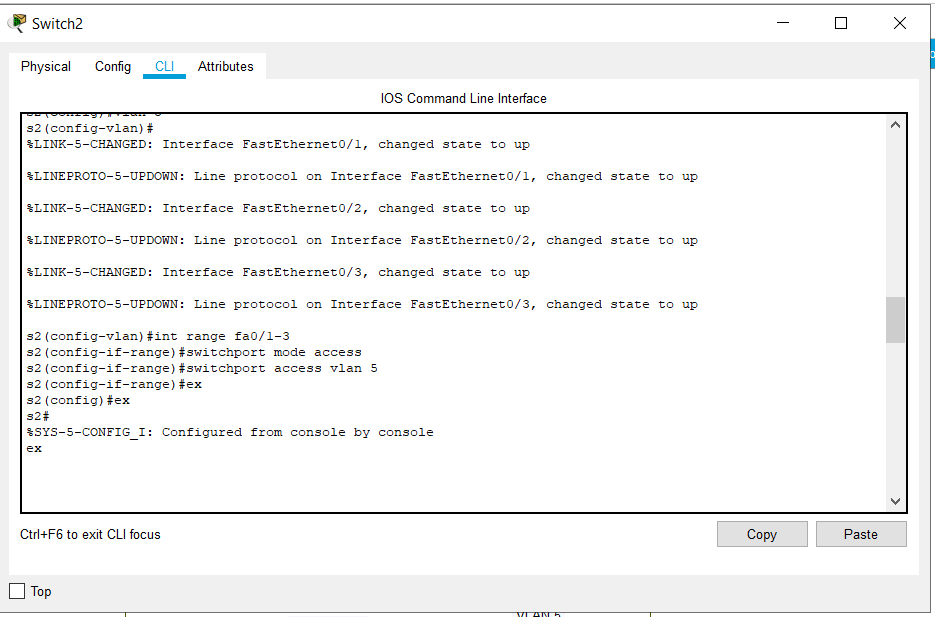 Switch2
Physical Config CLI Attributes
IOS Command Line Interface
s2(config-vlan)#
%LINK-5-CHANGED: Interface FastEthernet0/1, changed state to up
%LINEPROTO-5-UPDOWN: Line protocol on Interface FastEthernet0/1, changed state to up
%LINK-5-CHANGED: Interface FastEthernet0/2, changed state to up
%LINEPROTO-5-UPDOWN: Line protocol on Interface FastEthernet0/2, changed state to up
%LINK-5-CHANGED: Interface FastEthernet0/3, changed state to up
%LINEPROTO-5-UPDOWN: Line protocol on Interface FastEthernet0/3, changed state to up
s2(config-vlan)#int range fa0/1-3
s2(config-if-range)#switchport mode access
s2(config-if-range)#switchport access vlan 5
s2(config-if-range)#ex
s2(config)#ex
s2#
%SYS-5-CONFIG_I: Configured from console by console
ex
Ctrl+F6 to exit CLI focus
Copy
Paste
Top
VLAN 5